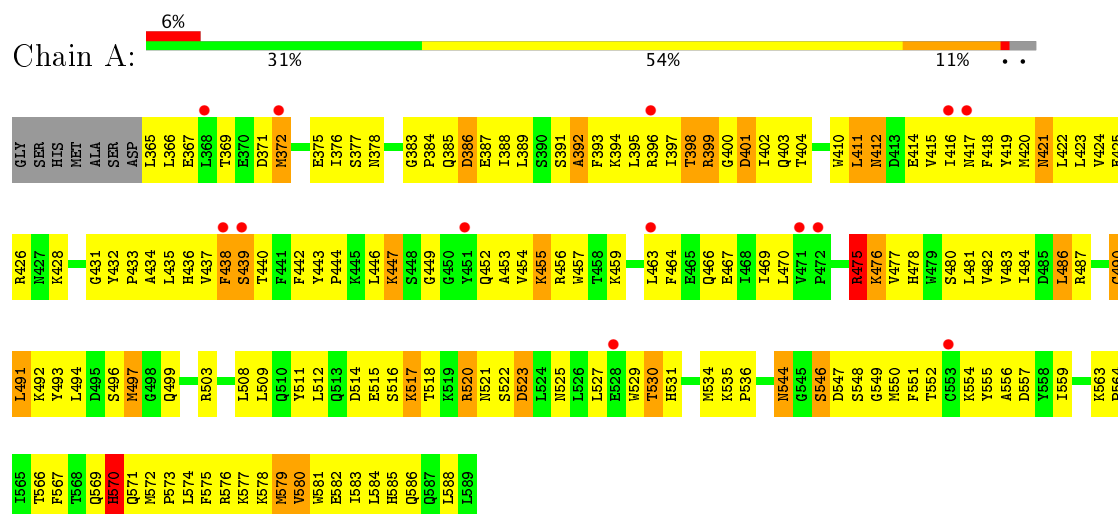 6%
Chain A:
31% 54% 11% • •
GLY SER HIS MET ALA SER ASP L365 L366 E367 L368 T369 E370 D371 M372 E375 I376 S377 N378 G383 P384 Q385 D386 E387 I388 L389 S390 S391 A392 F393 K394 L395 R396 I397 T398 R399 G400 D401 I402 Q403 T404 W410 L411 N412 D413 E414 V415 I416 N417 F418 Y419 M420 N421 L422 L423 V424
R426 N427 K428 G431 Y432 P433 A434 L435 H436 V437 F438 S439 T440 F441 F442 Y443 P444 K445 L446 K447 S448 G449 G450 Y451 Q452 A453 V454 K455 R456 W457 T458 K459 L463 F464 E465 Q466 E467 I468 I469 L470 V471 P472 R475 K476 V477 H478 W479 S480 L481 V482 V483 I484 D485 L486 R487
L491 K492 Y493 L494 D495 S496 M497 G498 Q499 R503 L508 L509 Q510 Y511 L512 Q513 D514 E515 S516 K517 T518 K519 R520 N521 S522 D523 L524 N525 L526 L527 E528 W529 T530 H531 M534 K535 P536 N544 G545 S546 D547 S548 G549 M550 F551 T552 C553 K554 Y555 A556 D557 Y558 I559 K563 P564
I565 T566 F567 T568 Q569 H570 Q571 M572 P573 L574 F575 R576 K577 K578 M579 V580 W581 E582 I583 L584 H585 Q586 Q587 L588 L589